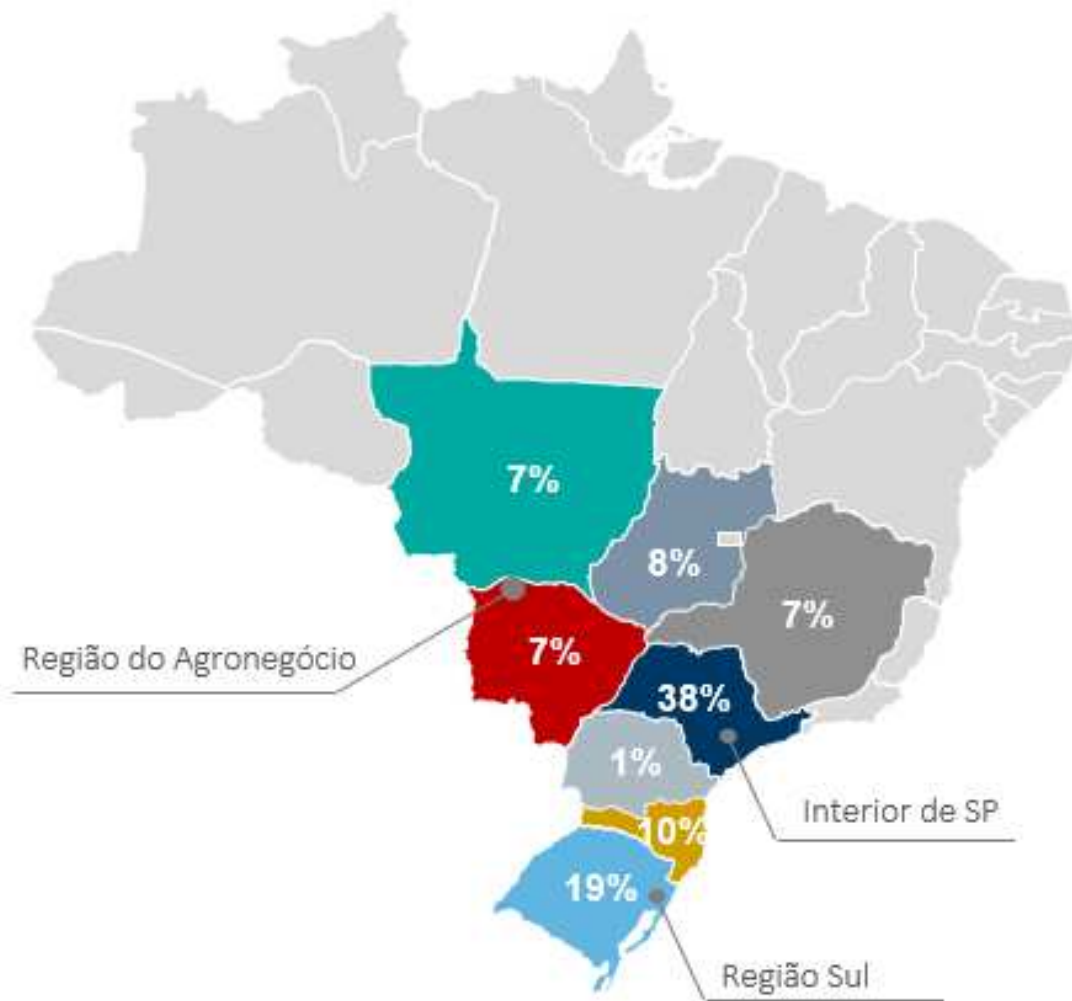 7%
8%
7%
Região do Agronegócio
7%
38%
1%
Interior de SP
10%
19%
Região Sul